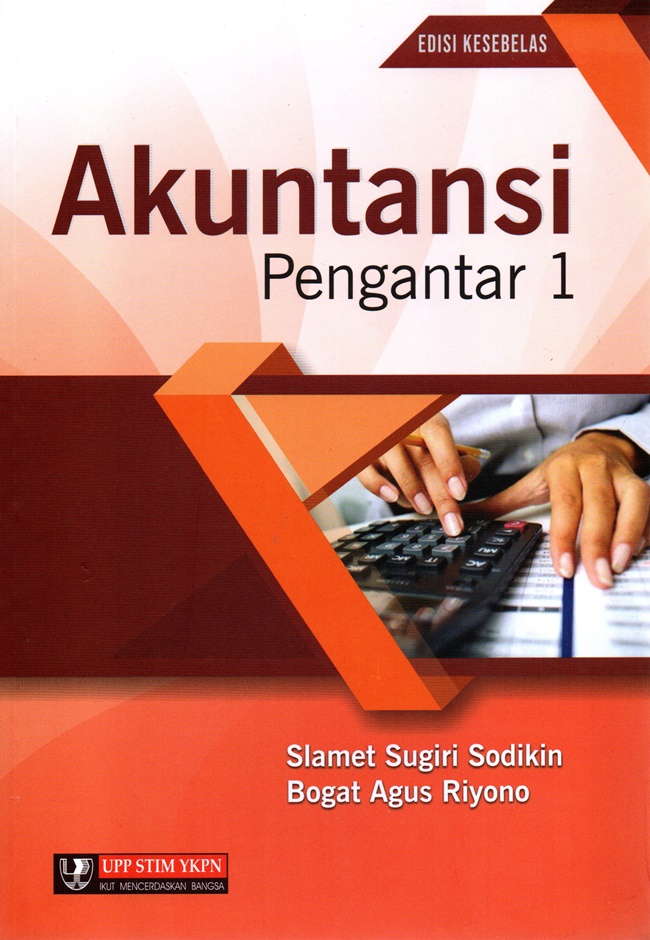 EDISI KESEBELAS
Akuntansi
Pengantar 1
Slamet Sugiri Sodikin
Bogat Agus Riyono
UPP STIM YKPN
IKUT MENCERDASKAN BANGSA